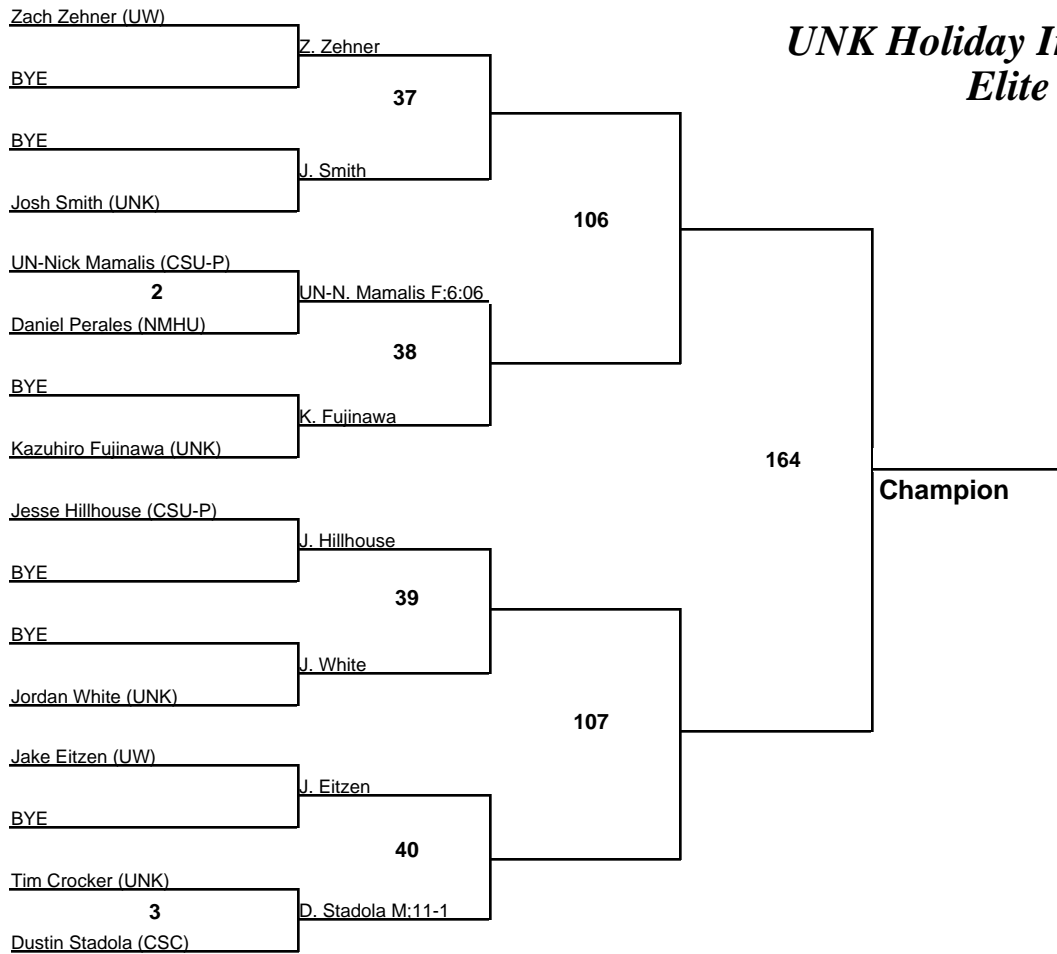 UNK Holiday
Elite
Zach Zehner (UW)
BYE
BYE
Josh Smith (UNK)
UN-Nick Mamalis (CSU-P)
2
Daniel Perales (NMHU)
BYE
Kazuhiro Fujinawa (UNK)
Jesse Hillhouse (CSU-P)
BYE
BYE
Jordan White (UNK)
Jake Eitzen (UW)
BYE
Tim Crocker (UNK)
3
Dustin Stadola (CSC)
Z. Zehner
37
J. Smith
UN-N. Mamalis F;6:06
38
K. Fujinawa
J. Hillhouse
39
J. White
J. Eitzen
40
D. Stadola M;11-1
106
107
164
Champion